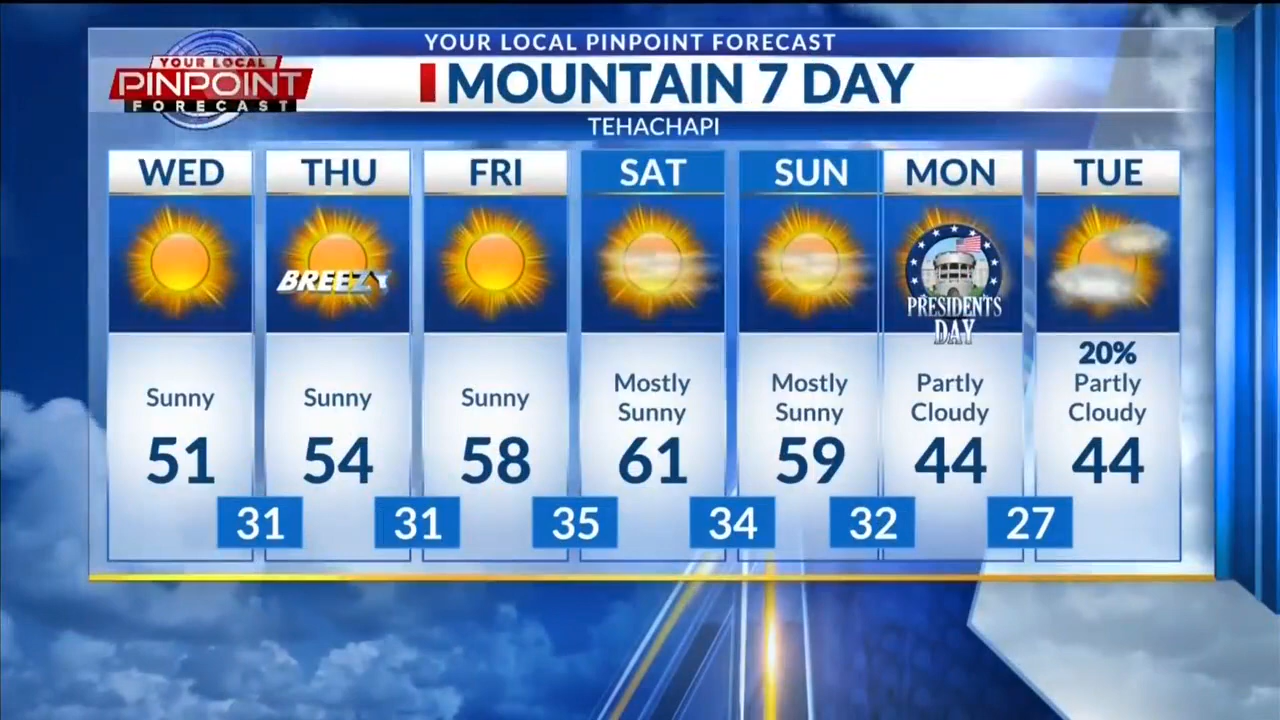 YOUR LOCAL PINPOINT FORECAST
YOUR LOCAL
PINPOINT
FORECAST
MOUNTAIN 7 DAY
TEHACHAPI
WED THU FRI SAT SUN MON TUE
BREEZY
PRESIDENTS
DAY
20%
Sunny Sunny Sunny Mostly Sunny Mostly Sunny Partly Cloudy Partly Cloudy
51 54 58 61 59 44 44
31 31 35 34 32 27